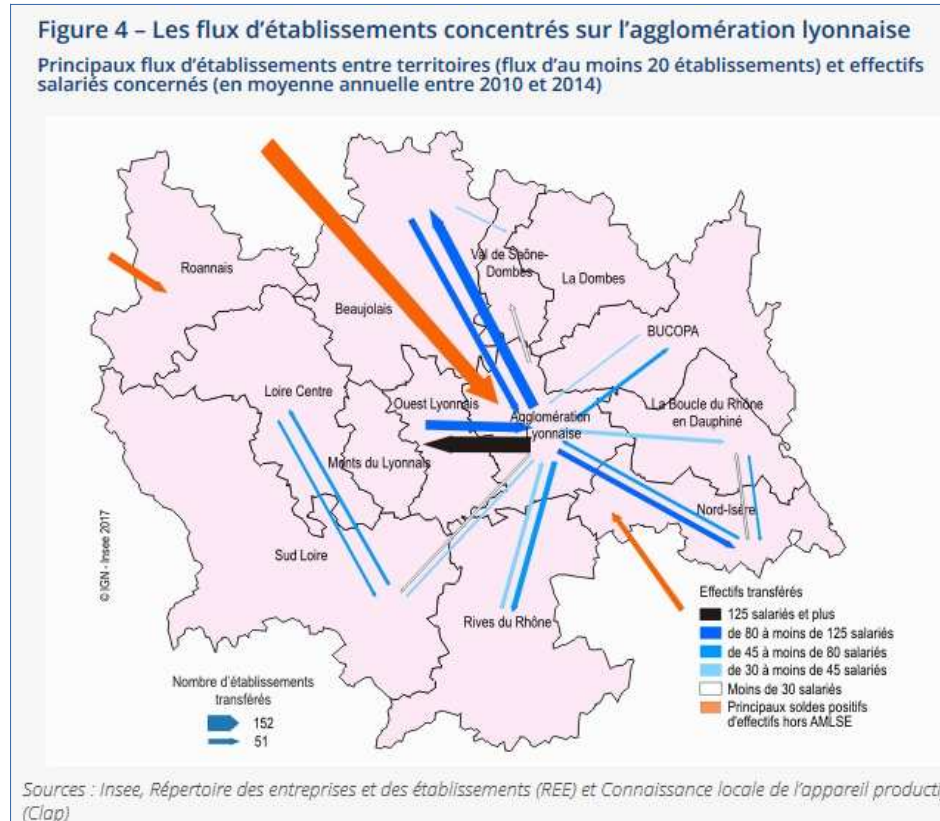 Figure 4 – Les flux d’établissements concentrés sur l’agglomération lyonnaise
Principaux flux d’établissements entre territoires (flux d’au moins 20 établissements) et effectifs
salariés concernés (en moyenne annuelle entre 2010 et 2014)
Roannais
Val de Saône-
Dombes
La Dombes
Beaujolais
BUCOPA
Loire Centre
Ouest Lyonnais
La Boucle du Rhône
en Dauphiné
Agglomération
Lyonnaise
Monts du Lyonnais
Nord-Isère
Sud Loire
Rives du Rhône
© IGN - Insee 2017
Nombre d’établissements
transférés
152
51
Effectifs transférés
125 salariés et plus
de 80 à moins de 125 salariés
de 45 à moins de 80 salariés
de 30 à moins de 45 salariés
Moins de 30 salariés
Principaux soldes positifs
d'effectifs hors AMLSE
Sources : Insee, Répertoire des entreprises et des établissements (REE) et Connaissance locale de l’appareil producti
(Clap)